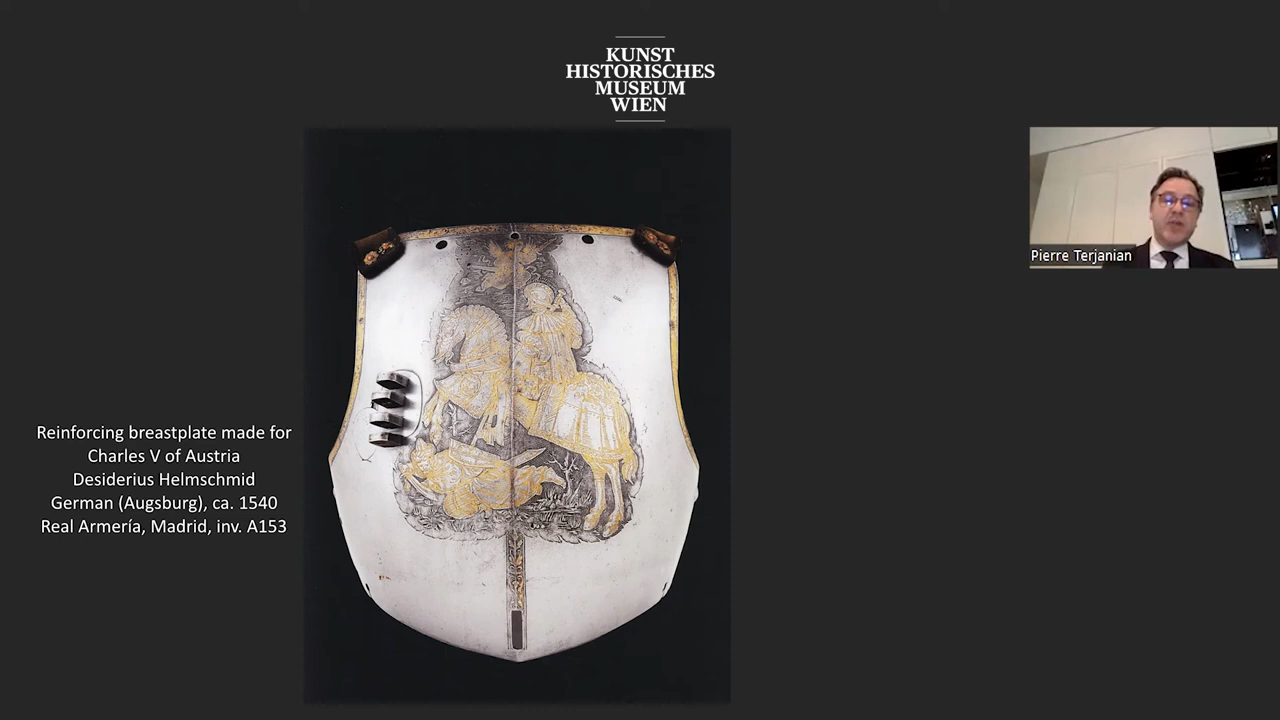 KUNST
HISTORISCHES
MUSEUM
WIEN
Pierre Terjanian
Reinforcing breastplate made for
Charles V of Austria
Desiderius Helmschmid
German (Augsburg), ca. 1540
Real Armería, Madrid, inv. A153